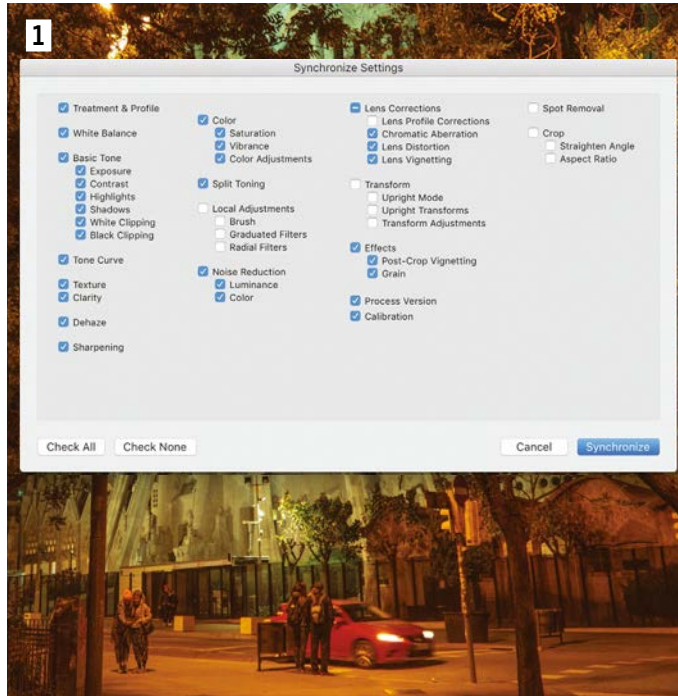 1
Synchronize Settings
Treatment & Profile
White Balance
Basic Tone
Exposure
Contrast
Highlights
Shadows
White Clipping
Black Clipping
Tone Curve
Texture
Clarity
Dehaze
Sharpening
Color
Saturation
Vibrance
Color Adjustments
Split Toning
Local Adjustments
Brush
Graduated Filters
Radial Filters
Noise Reduction
Luminance
Color
Lens Corrections
Lens Profile Corrections
Chromatic Aberration
Lens Distortion
Lens Vignetting
Transform
Upright Mode
Upright Transforms
Transform Adjustments
Effects
Post-Crop Vignetting
Grain
Process Version
Calibration
Spot Removal
Crop
Straighten Angle
Aspect Ratio
Check All
Check None
Cancel
Synchronize